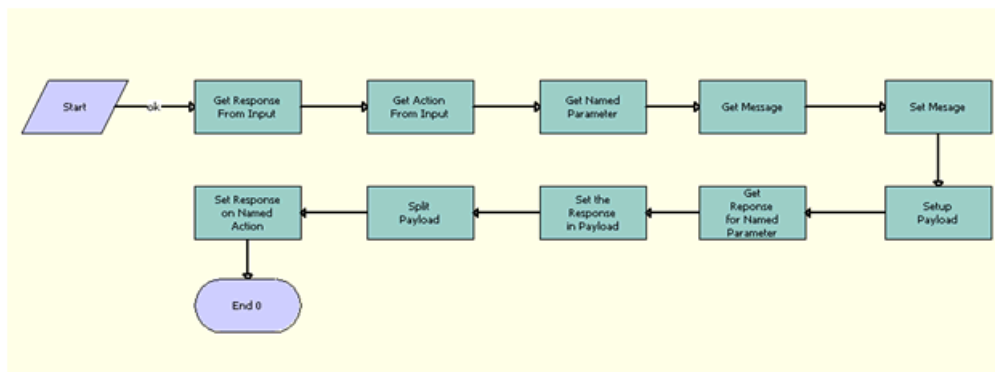 Start
ok
Get Response
From Input
Get Action
From Input
Get Named
Parameter
Get Message
Set Mesage
Set Response
on Named
Action
Split
Payload
Set the
Response
in Payload
Get
Reponse
for Named
Parameter
Setup
Payload
End 0